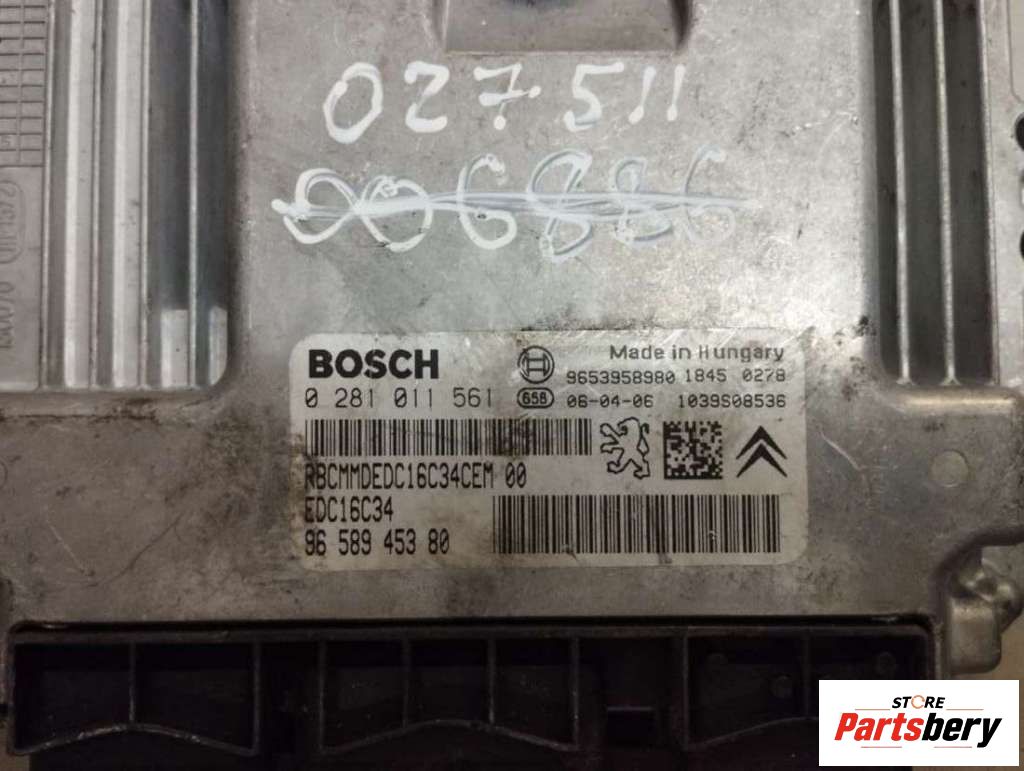 027511
006886
BOSCH
Made in Hungary
9653958980 1845 0278
0 281 011 561 658 06-04-06 1039S08536
RBCMMDEDC16C34CEM 00
EDC16C34
96 589 453 80
STORE
Partsbery